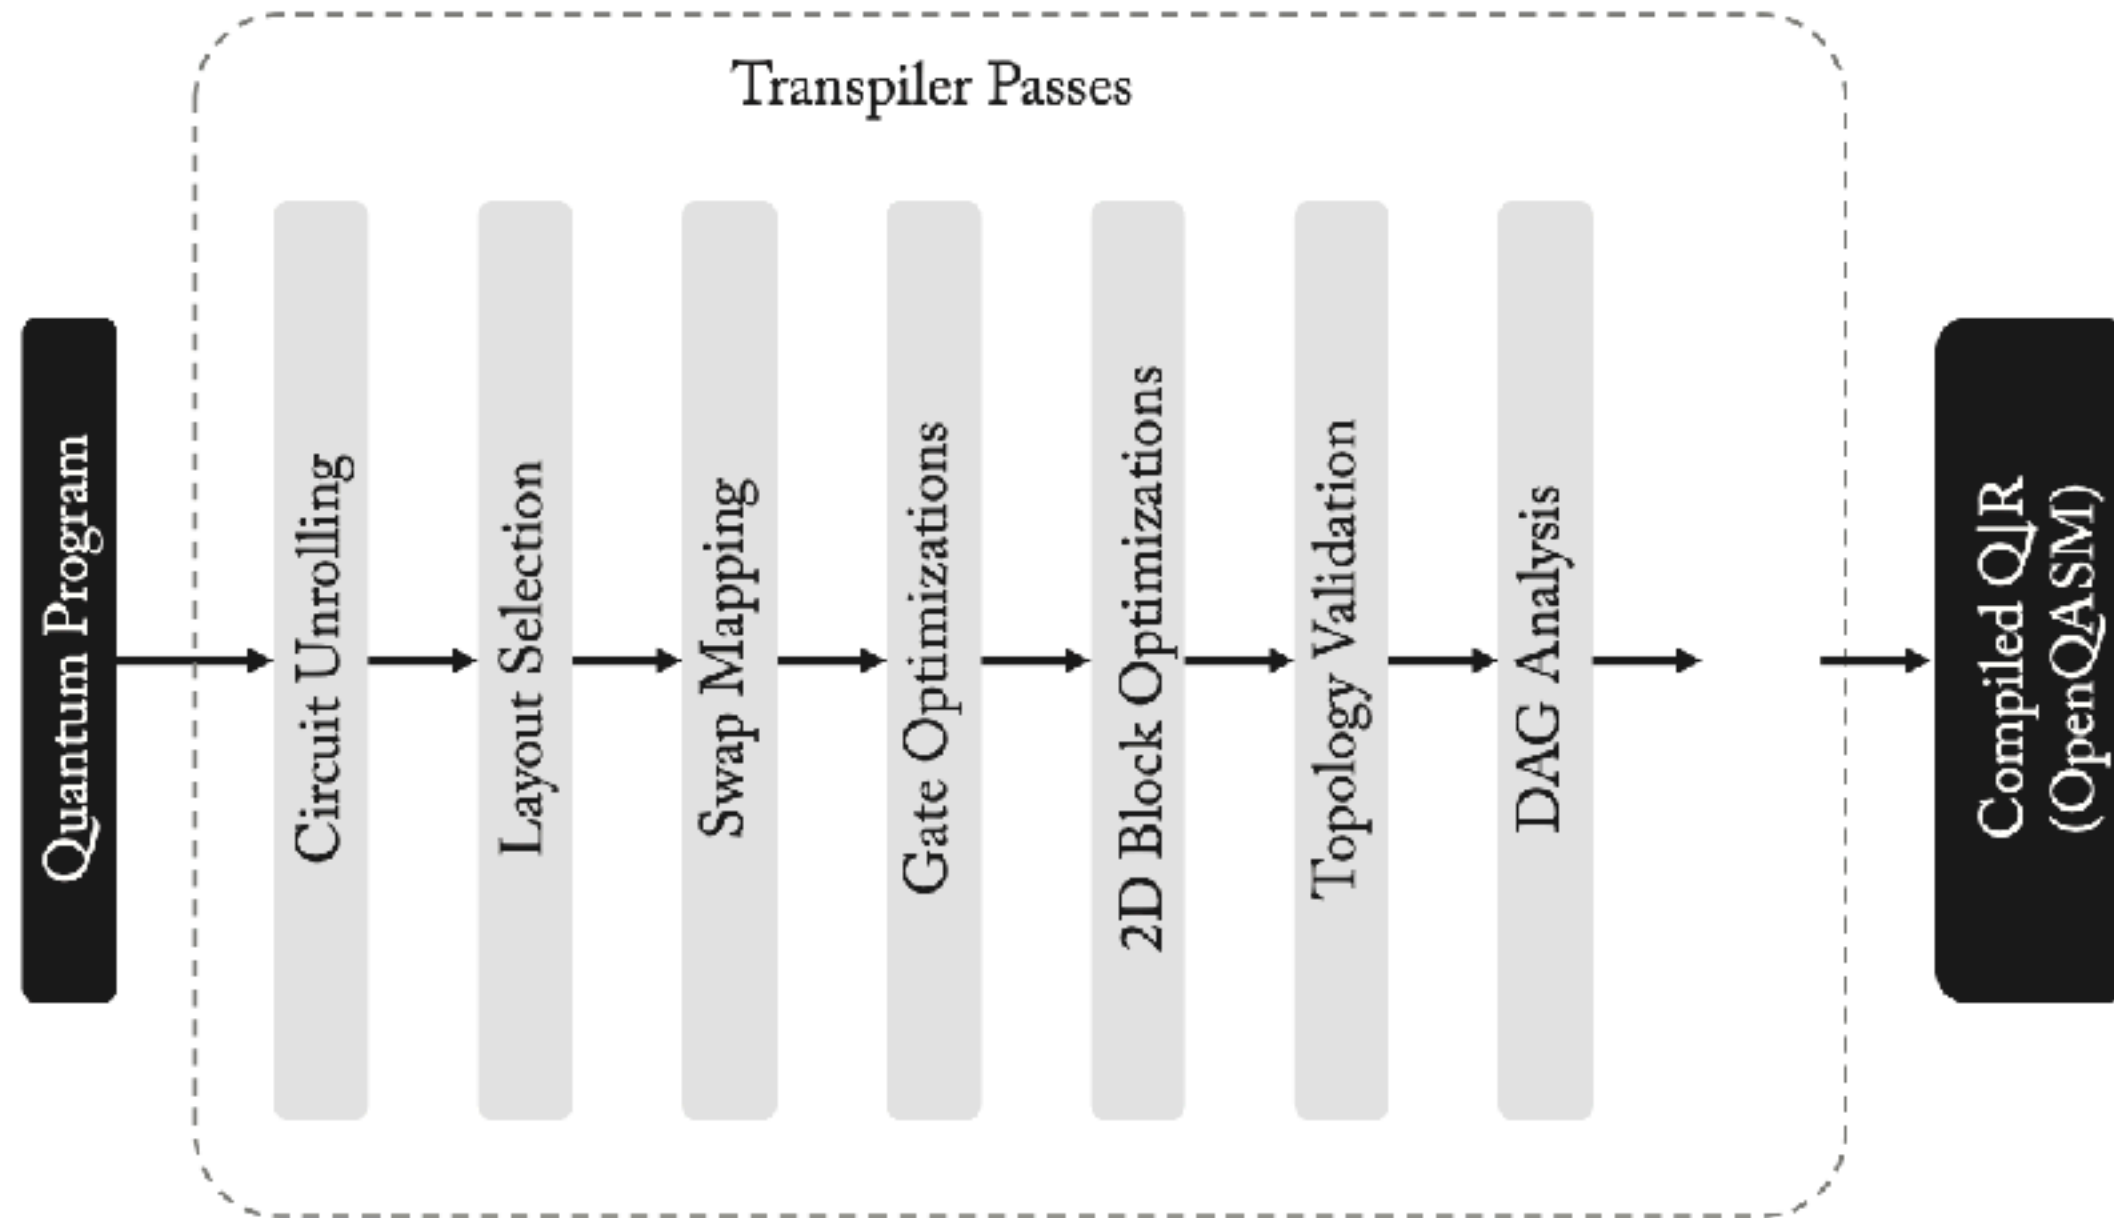 Transpiler Passes
Quantum Program
Circuit Unrolling
Layout Selection
Swap Mapping
Gate Optimizations
2D Block Optimizations
Topology Validation
DAG Analysis
Compiled QIR
(OpenQASM)